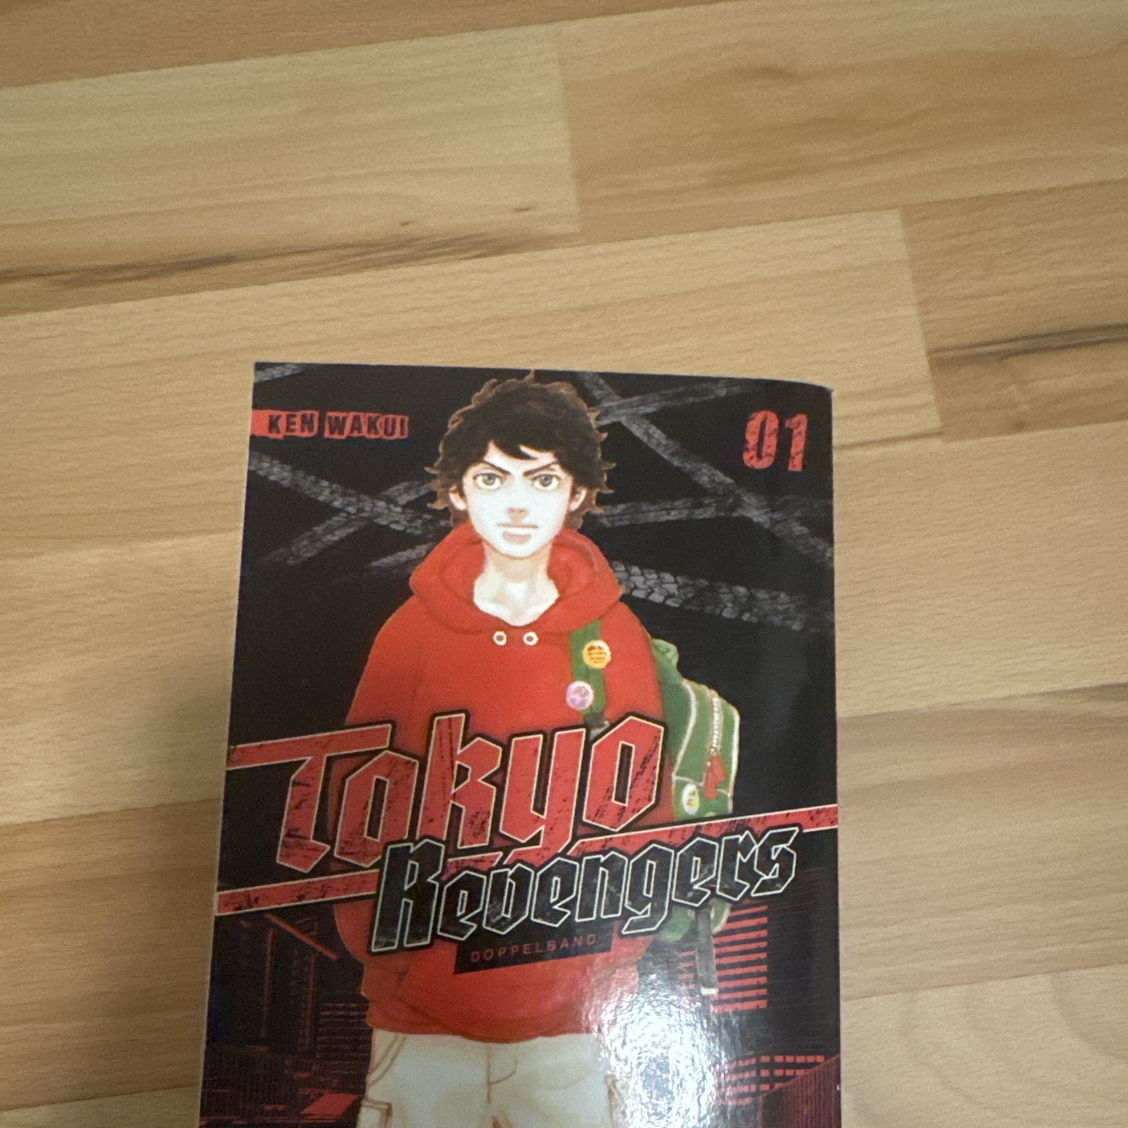 KEN WAKUI
01
Tokyo
Revengers
DOPPELBAND